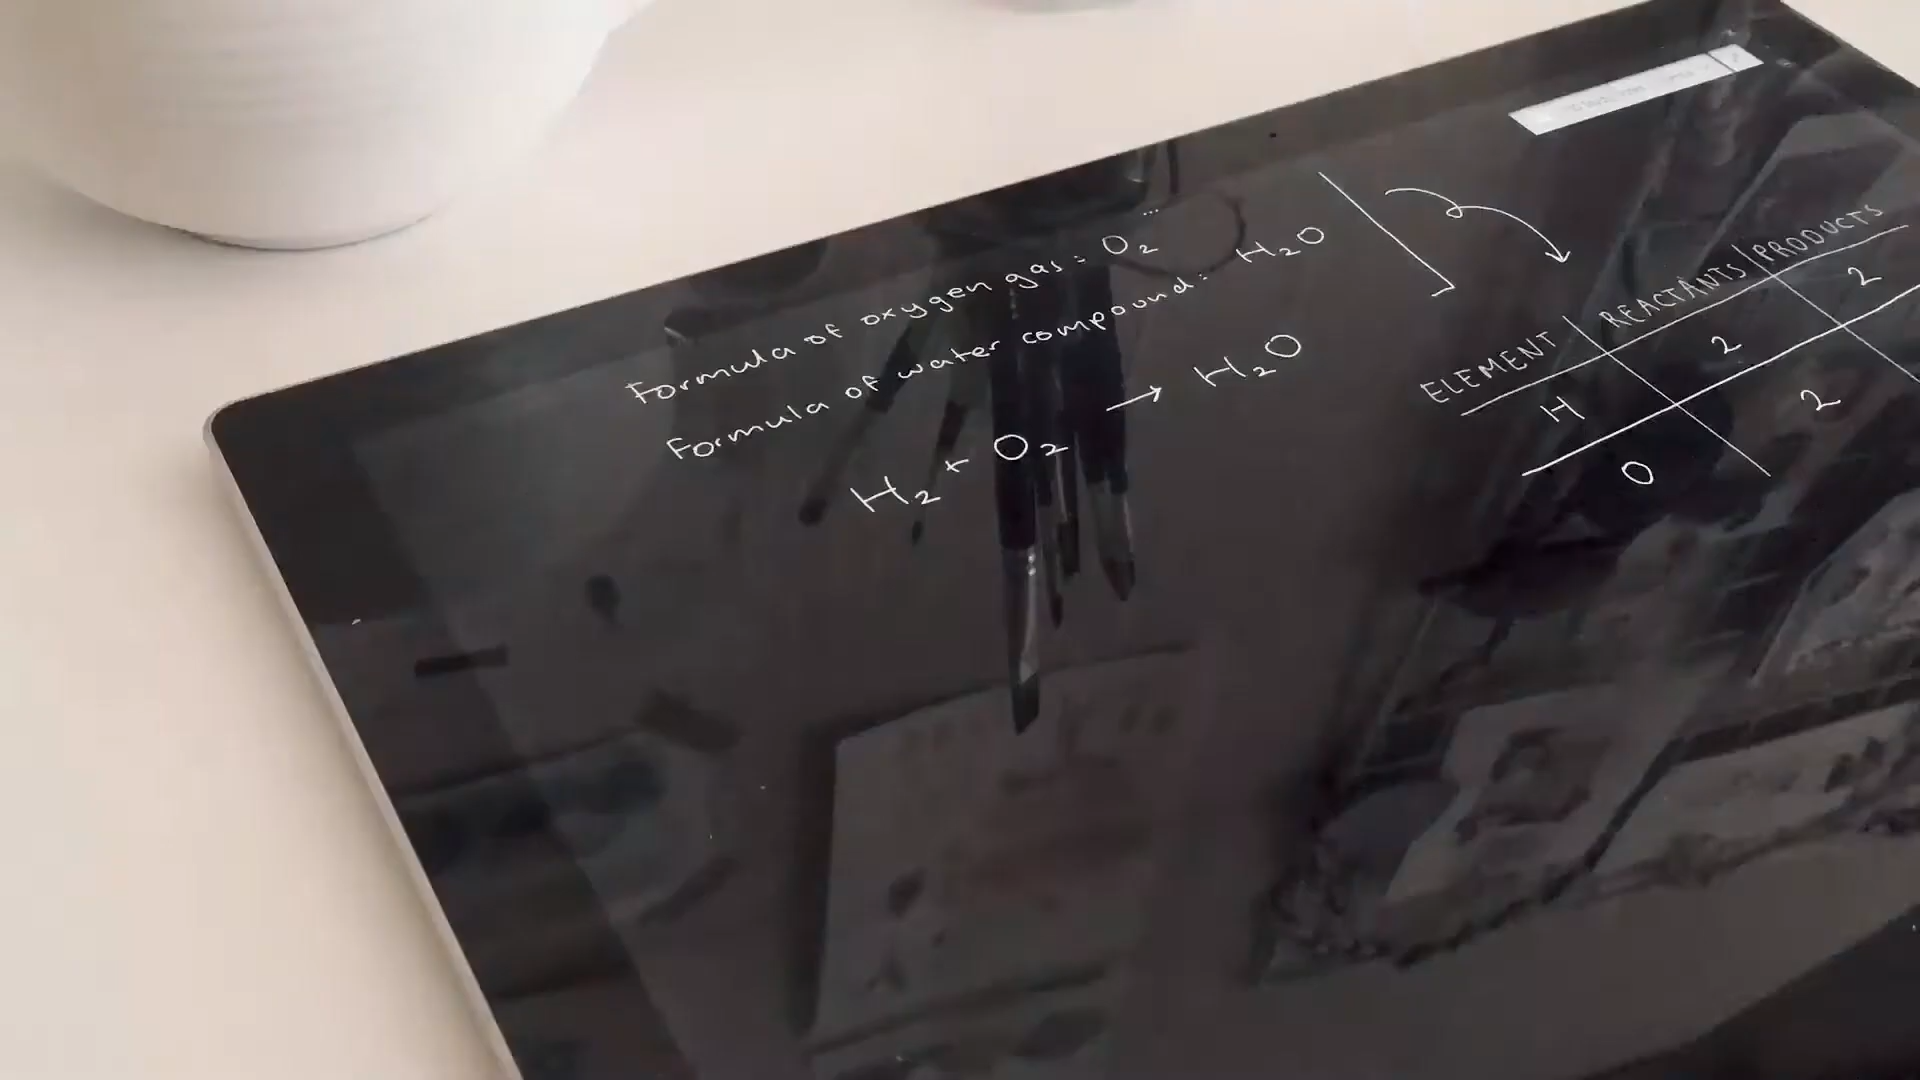 Formula of oxygen gas: O₂
Formula of water compound: H₂O
H₂ + O₂ → H₂O
ELEMENT | REACTANTS | PRODUCTS
H 2 2
O 2